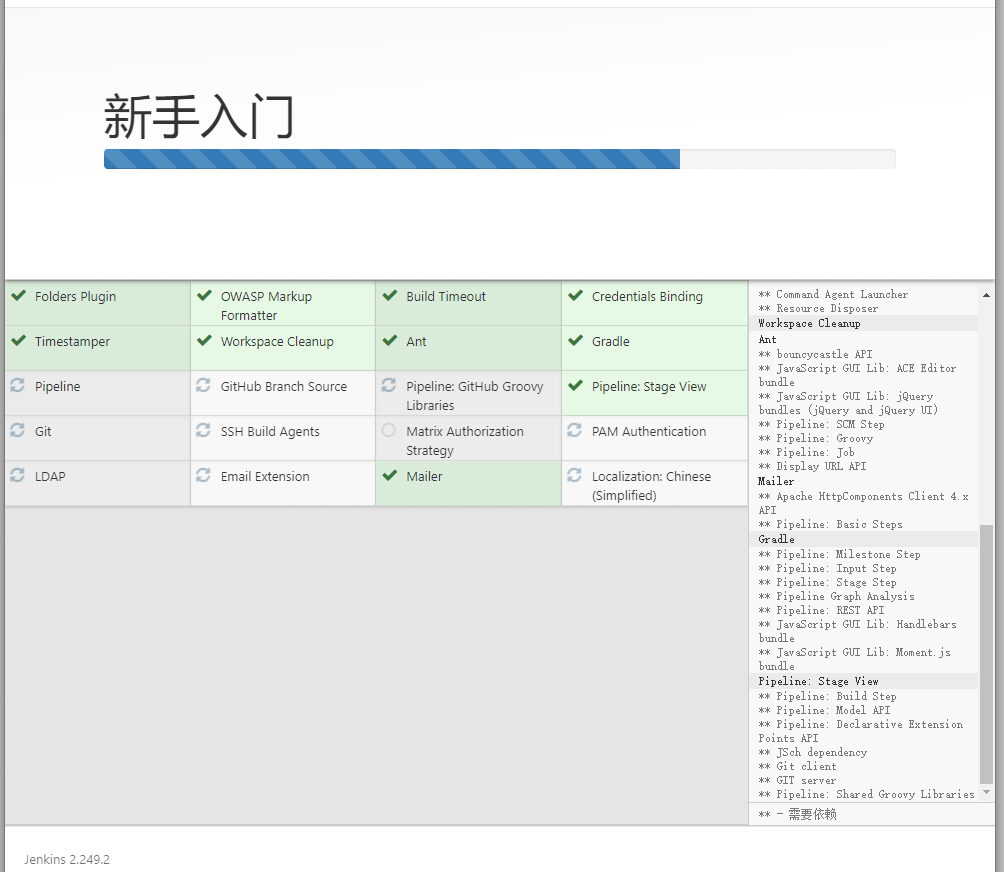 新手入门
Folders Plugin
OWASP Markup
Formatter
Build Timeout
Credentials Binding
Timestamper
Workspace Cleanup
Ant
Gradle
Pipeline
GitHub Branch Source
Pipeline: GitHub Groovy
Libraries
Pipeline: Stage View
Git
SSH Build Agents
Matrix Authorization
Strategy
PAM Authentication
LDAP
Email Extension
Mailer
Localization: Chinese
(Simplified)
** Command Agent Launcher
** Resource Disposer
Workspace Cleanup
Ant
** bouncycastle API
** JavaScript GUI Lib: ACE Editor
bundle
** JavaScript GUI Lib: jQuery
bundles (jQuery and jQuery UI)
** Pipeline: SCM Step
** Pipeline: Groovy
** Pipeline: Job
** Display URL API
Mailer
** Apache HttpComponents Client 4.x
API
** Pipeline: Basic Steps
Gradle
** Pipeline: Milestone Step
** Pipeline: Input Step
** Pipeline: Stage Step
** Pipeline Graph Analysis
** Pipeline: REST API
** JavaScript GUI Lib: Handlebars
bundle
** JavaScript GUI Lib: Moment.js
bundle
Pipeline: Stage View
** Pipeline: Build Step
** Pipeline: Model API
** Pipeline: Declarative Extension
Points API
** JSch dependency
** Git client
** GIT server
** Pipeline: Shared Groovy Libraries
** - 需要依赖
Jenkins 2.249.2